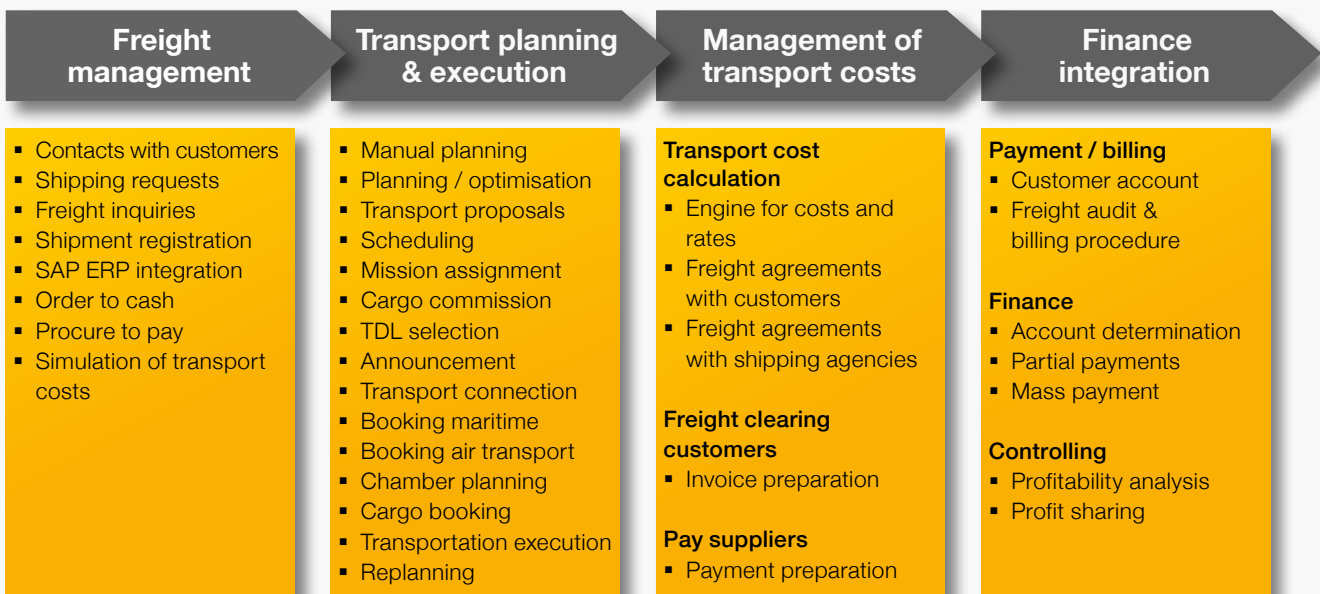 Freight
management
Transport planning
& execution
Management of
transport costs
Finance
integration
▪ Contacts with customers
▪ Shipping requests
▪ Freight inquiries
▪ Shipment registration
▪ SAP ERP integration
▪ Order to cash
▪ Procure to pay
▪ Simulation of transport
costs
▪ Manual planning
▪ Planning / optimisation
▪ Transport proposals
▪ Scheduling
▪ Mission assignment
▪ Cargo commission
▪ TDL selection
▪ Announcement
▪ Transport connection
▪ Booking maritime
▪ Booking air transport
▪ Chamber planning
▪ Cargo booking
▪ Transportation execution
▪ Replanning
Transport cost
calculation
▪ Engine for costs and
rates
▪ Freight agreements
with customers
▪ Freight agreements
with shipping agencies
Freight clearing
customers
▪ Invoice preparation
Pay suppliers
▪ Payment preparation
Payment / billing
▪ Customer account
▪ Freight audit &
billing procedure
Finance
▪ Account determination
▪ Partial payments
▪ Mass payment
Controlling
▪ Profitability analysis
▪ Profit sharing